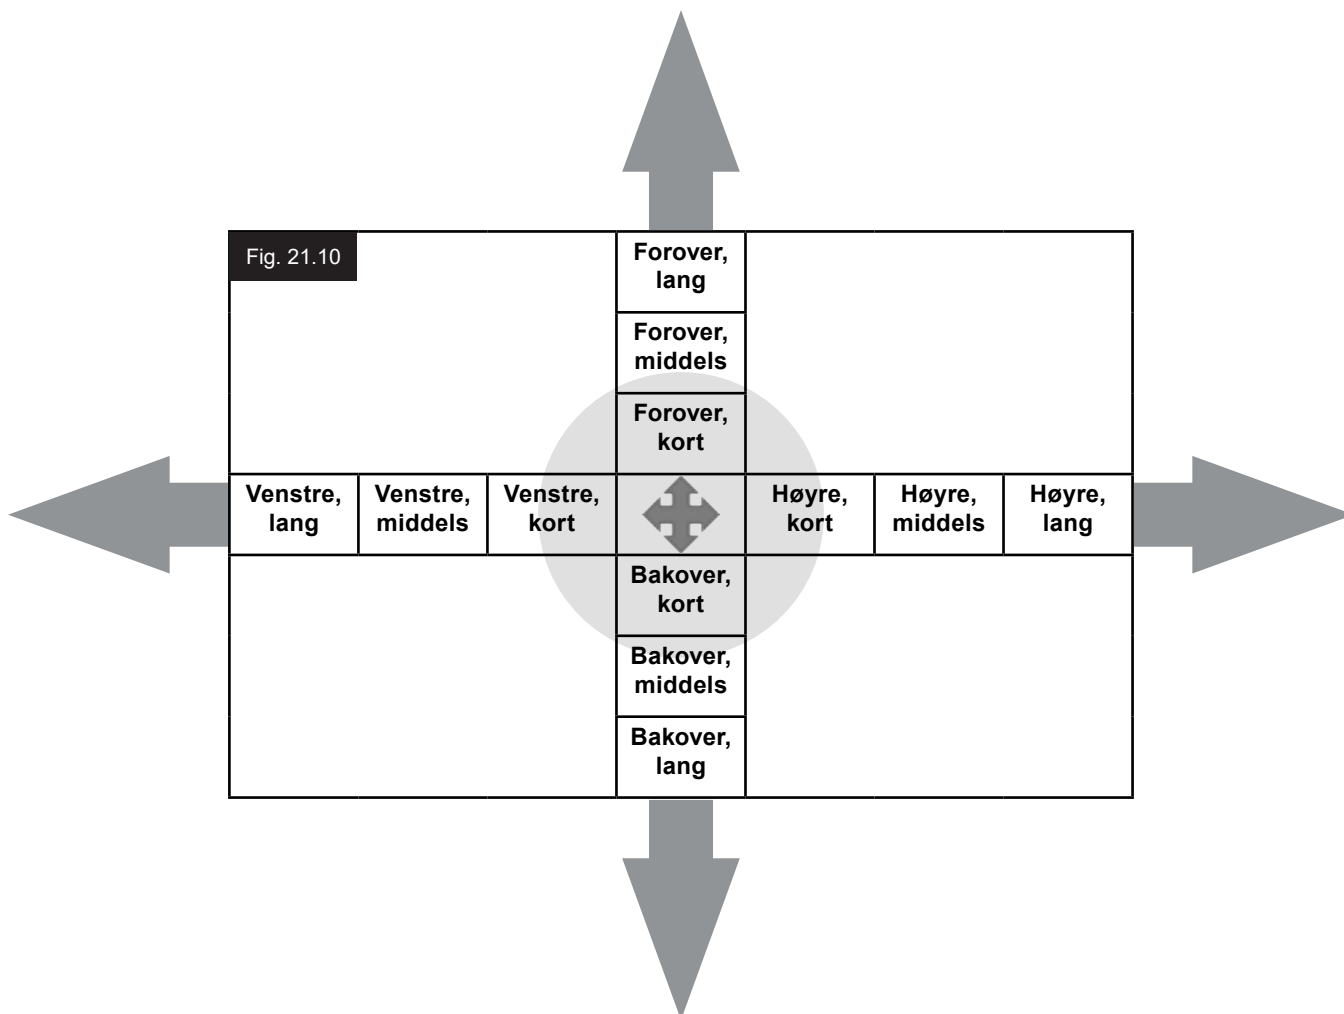 Fig. 21.10
Forover,
lang
Forover,
middels
Forover,
kort
Venstre,
lang
Venstre,
middels
Venstre,
kort
Høyre,
kort
Høyre,
middels
Høyre,
lang
Bakover,
kort
Bakover,
middels
Bakover,
lang